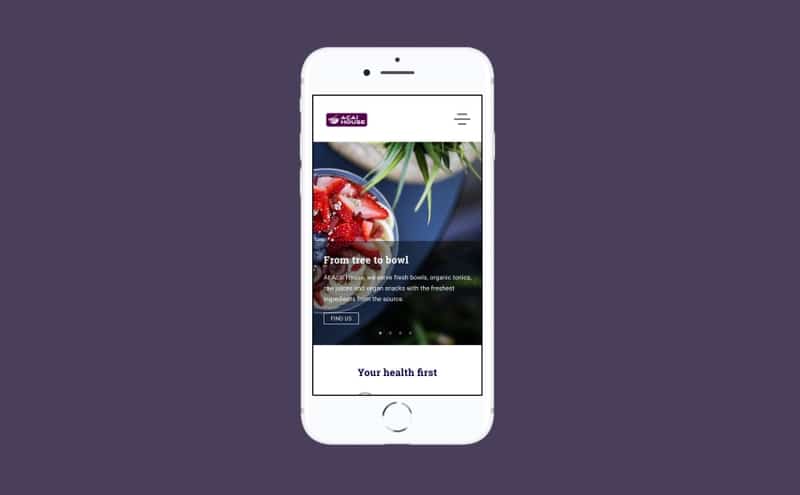 ACAI
HOUSE
From tree to bowl
At Acai House, we serve fresh bowls, organic tonics,
raw juices and vegan snacks with the freshest
ingredients from the source.
FIND US
Your health first